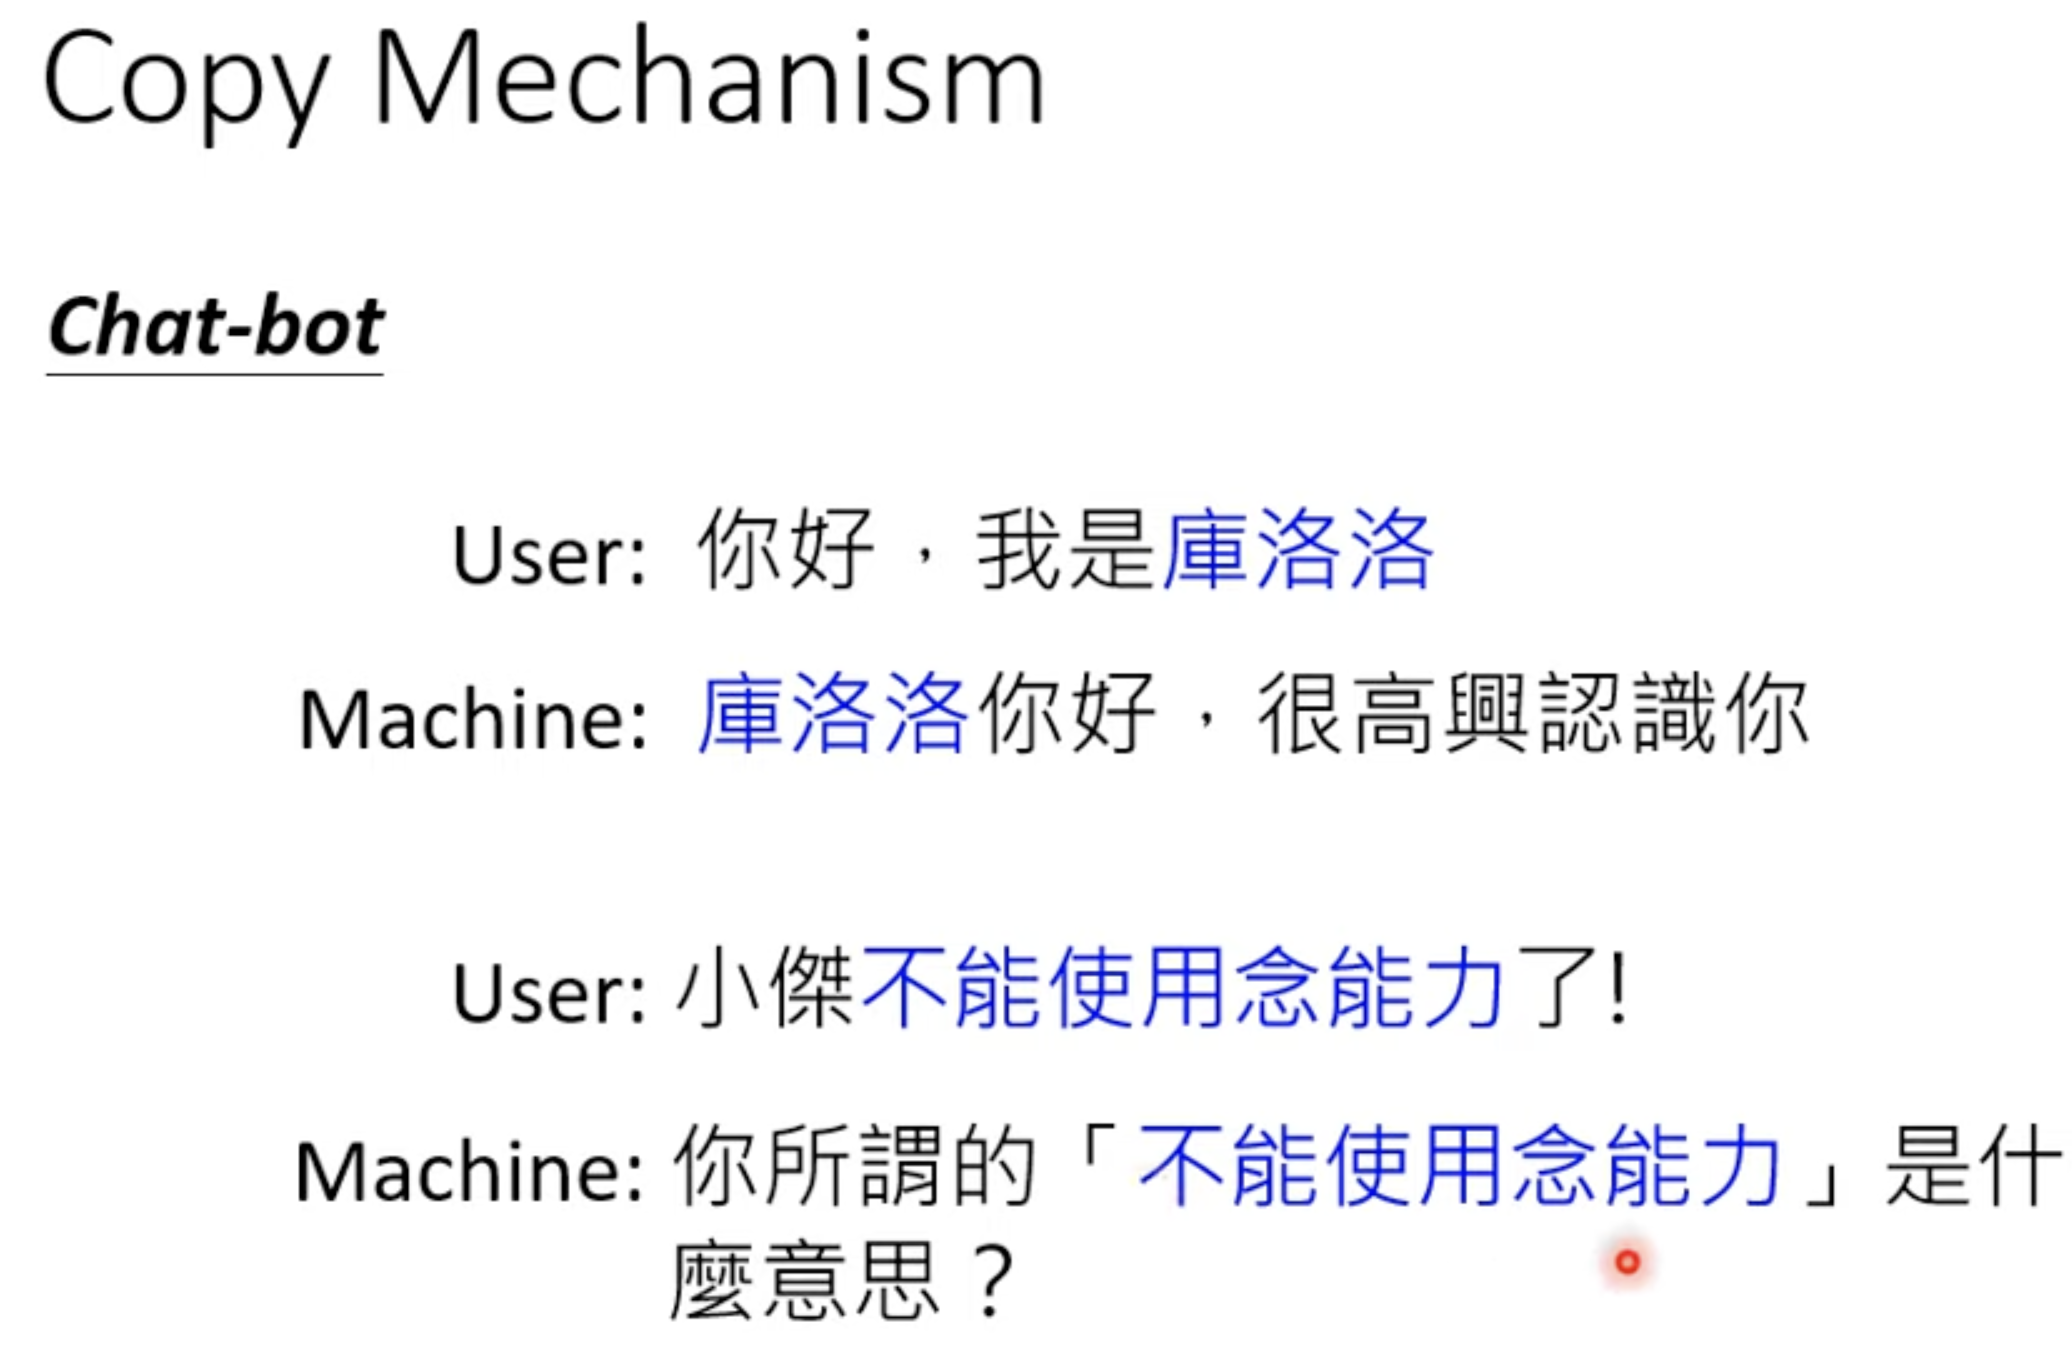 Copy Mechanism
Chat-bot
User: 你好，我是庫洛洛
Machine: 庫洛洛你好，很高興認識你
User: 小傑不能使用念能力了!
Machine: 你所謂的「不能使用念能力」是什
麼意思？